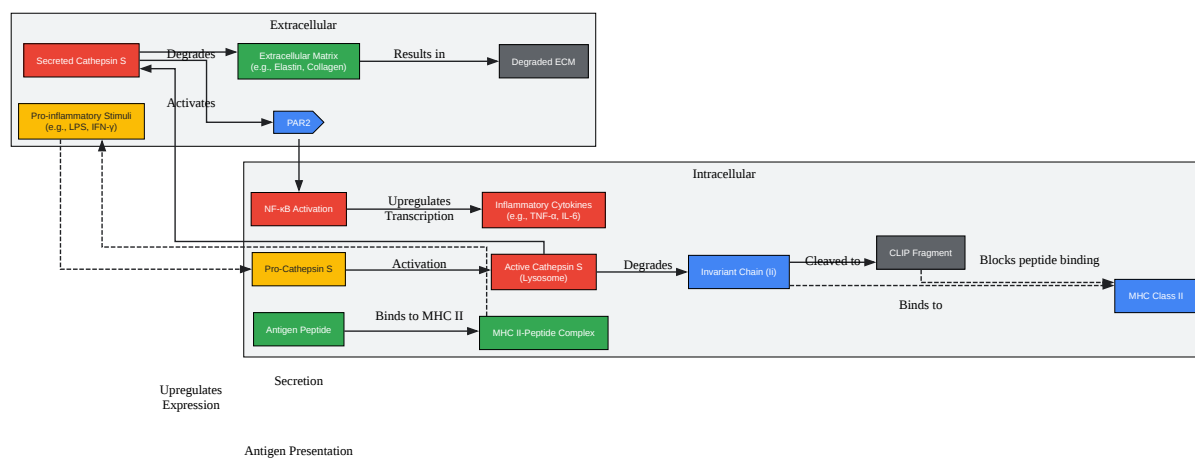 Extracellular
Secreted Cathepsin S
Degrades
Extracellular Matrix
(e.g., Elastin, Collagen)
Results in
Degraded ECM
Activates
Pro-inflammatory Stimuli
(e.g., LPS, IFN-γ)
PAR2
Intracellular
NF-κB Activation
Upregulates
Transcription
Inflammatory Cytokines
(e.g., TNF-α, IL-6)
Pro-Cathepsin S
Activation
Active Cathepsin S
(Lysosome)
Degrades
Invariant Chain (Ii)
Cleaved to
CLIP Fragment
Blocks peptide binding
Binds to
MHC Class II
Antigen Peptide
Binds to MHC II
MHC II-Peptide Complex
Secretion
Upregulates
Expression
Antigen Presentation